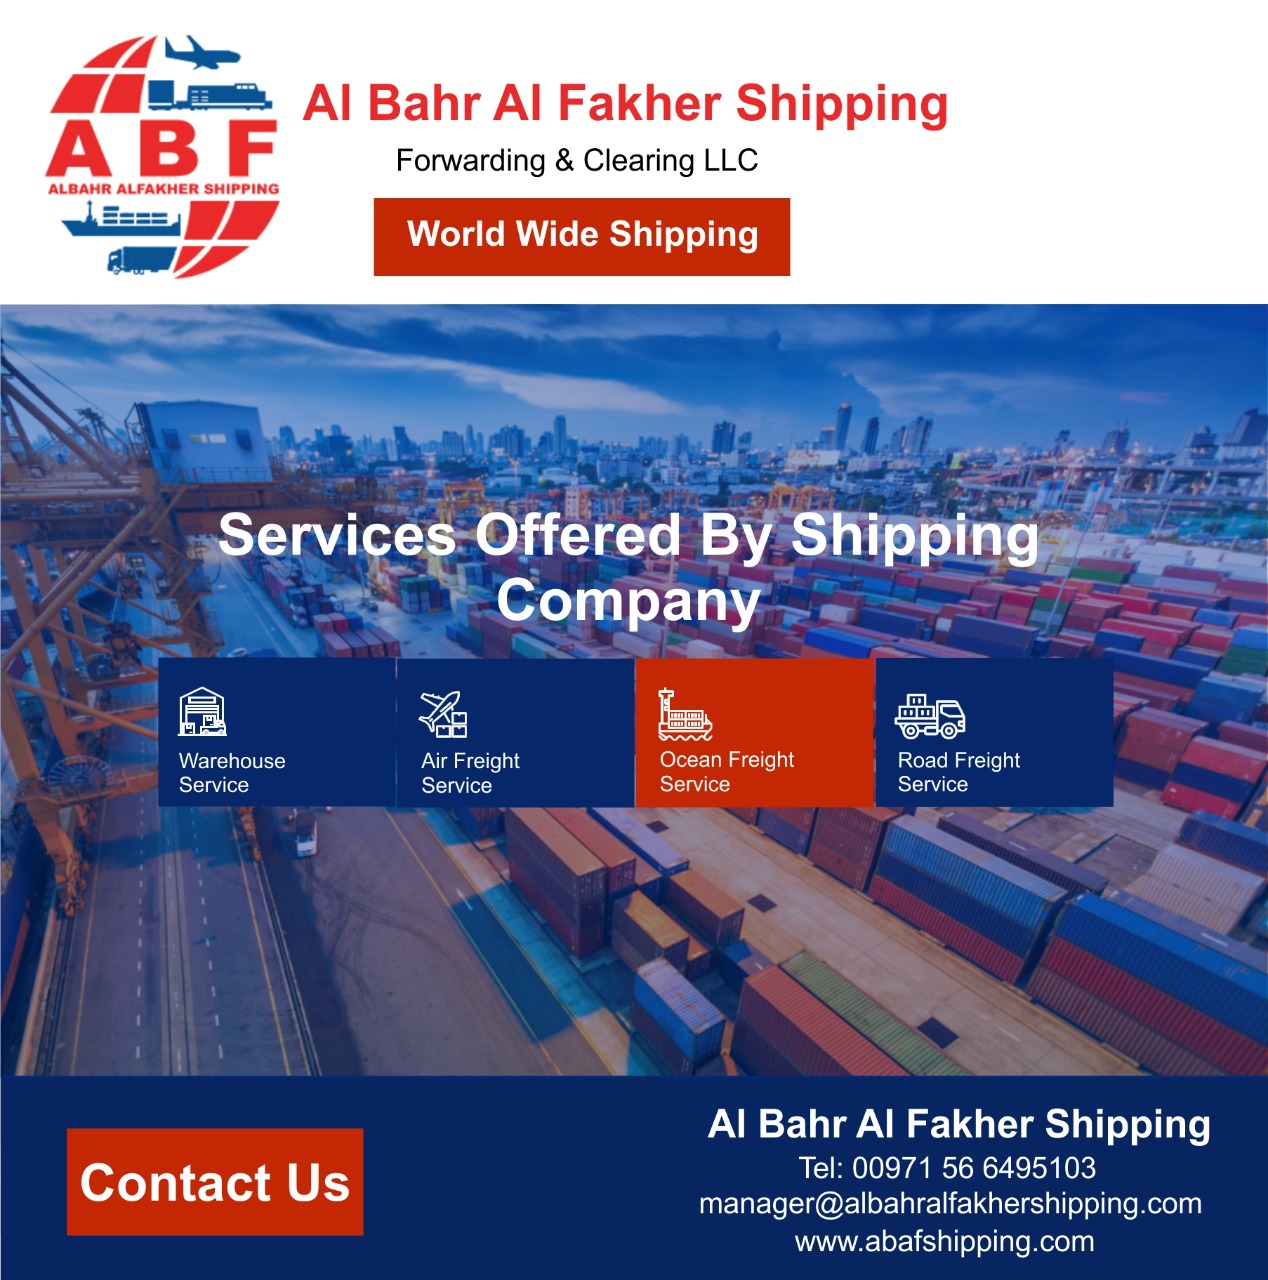 A B F
ALBAHR ALFAKHER SHIPPING
Al Bahr Al Fakher Shipping
Forwarding & Clearing LLC
World Wide Shipping
Services Offered By Shipping
Company
Warehouse
Service
Air Freight
Service
Ocean Freight
Service
Road Freight
Service
Contact Us
Al Bahr Al Fakher Shipping
Tel: 00971 56 6495103
manager@albahralfakhershipping.com
www.abafshipping.com